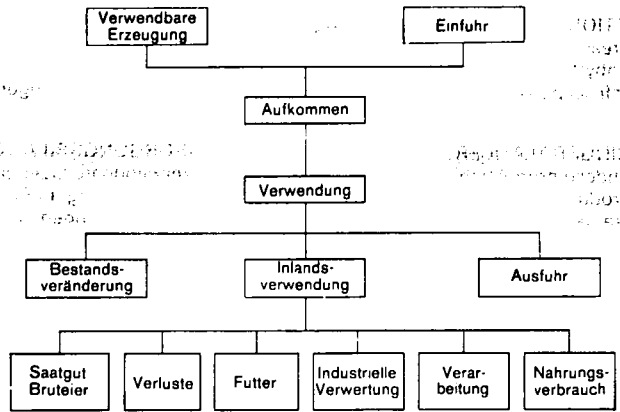 Verwendbare
Erzeugung
Einfuhr
Aufkommen
Verwendung
Bestands-
veränderung
Inlands-
verwendung
Ausfuhr
Saatgut
Bruteier
Verluste
Futter
Industrielle
Verwertung
Verar-
beitung
Nahrungs-
verbrauch